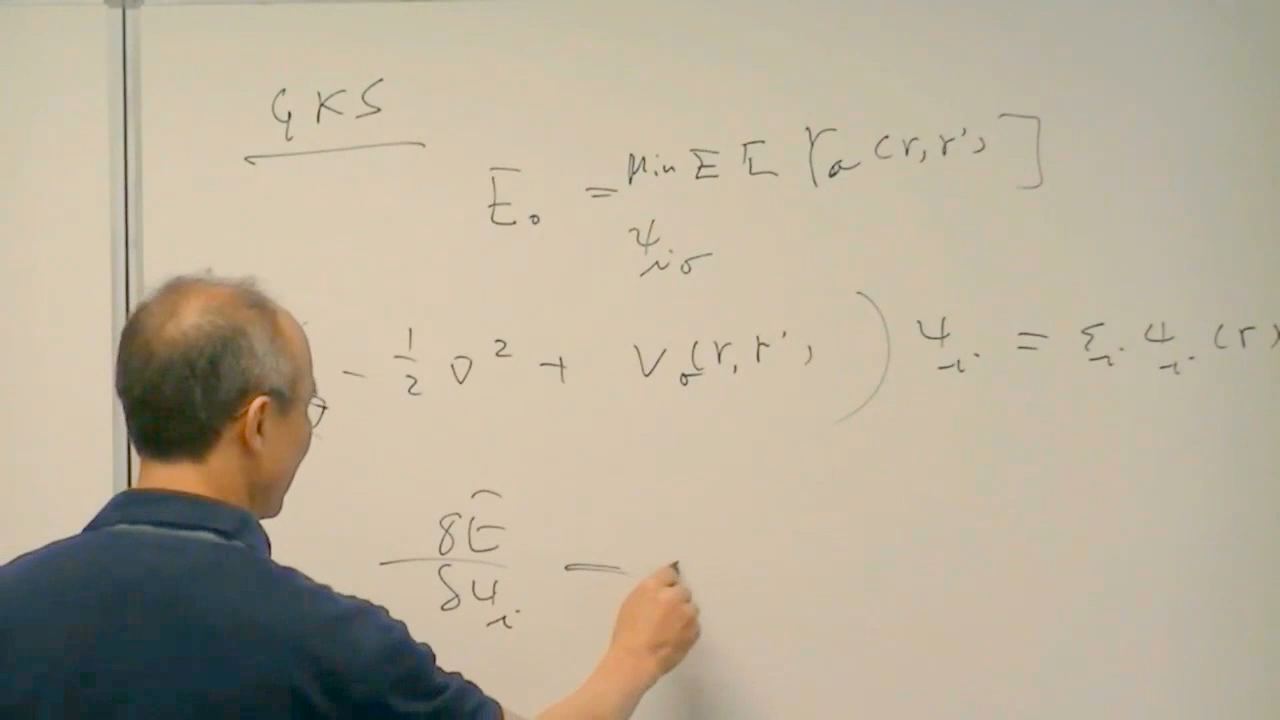 GKS
E₀ = Min Σ E [γσ(r,r';]
ψiσ
- 1/2 ∇² + Vσ(r,r'; ) ψi = εi ψi (r)
δE
δψi =